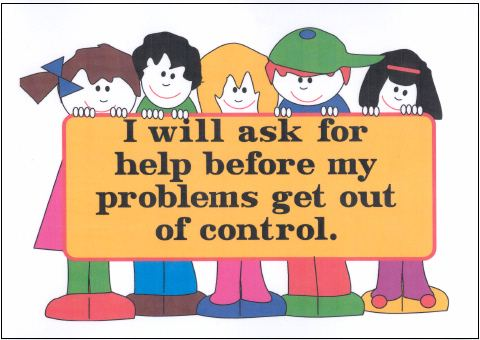 I will ask for
help before my
problems get out
of control.